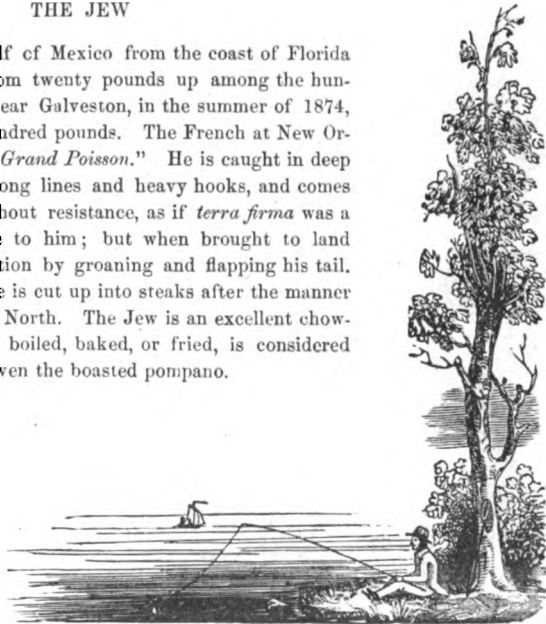 THE JEW
lf cf Mexico from the coast of Florida
om twenty pounds up among the hun-
ear Galveston, in the summer of 1874,
ndred pounds. The French at New Or-
Grand Poisson." He is caught in deep
ong lines and heavy hooks, and comes
hout resistance, as if terra firma was a
e to him; but when brought to land
tion by groaning and flapping his tail.
e is cut up into steaks after the manner
North. The Jew is an excellent chow-
boiled, baked, or fried, is considered
ven the boasted pompano.